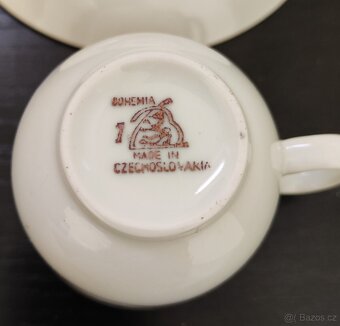 BOHEMIA
1
MADE IN
CZECHOSLOVAKIA
@( Bazos.cz